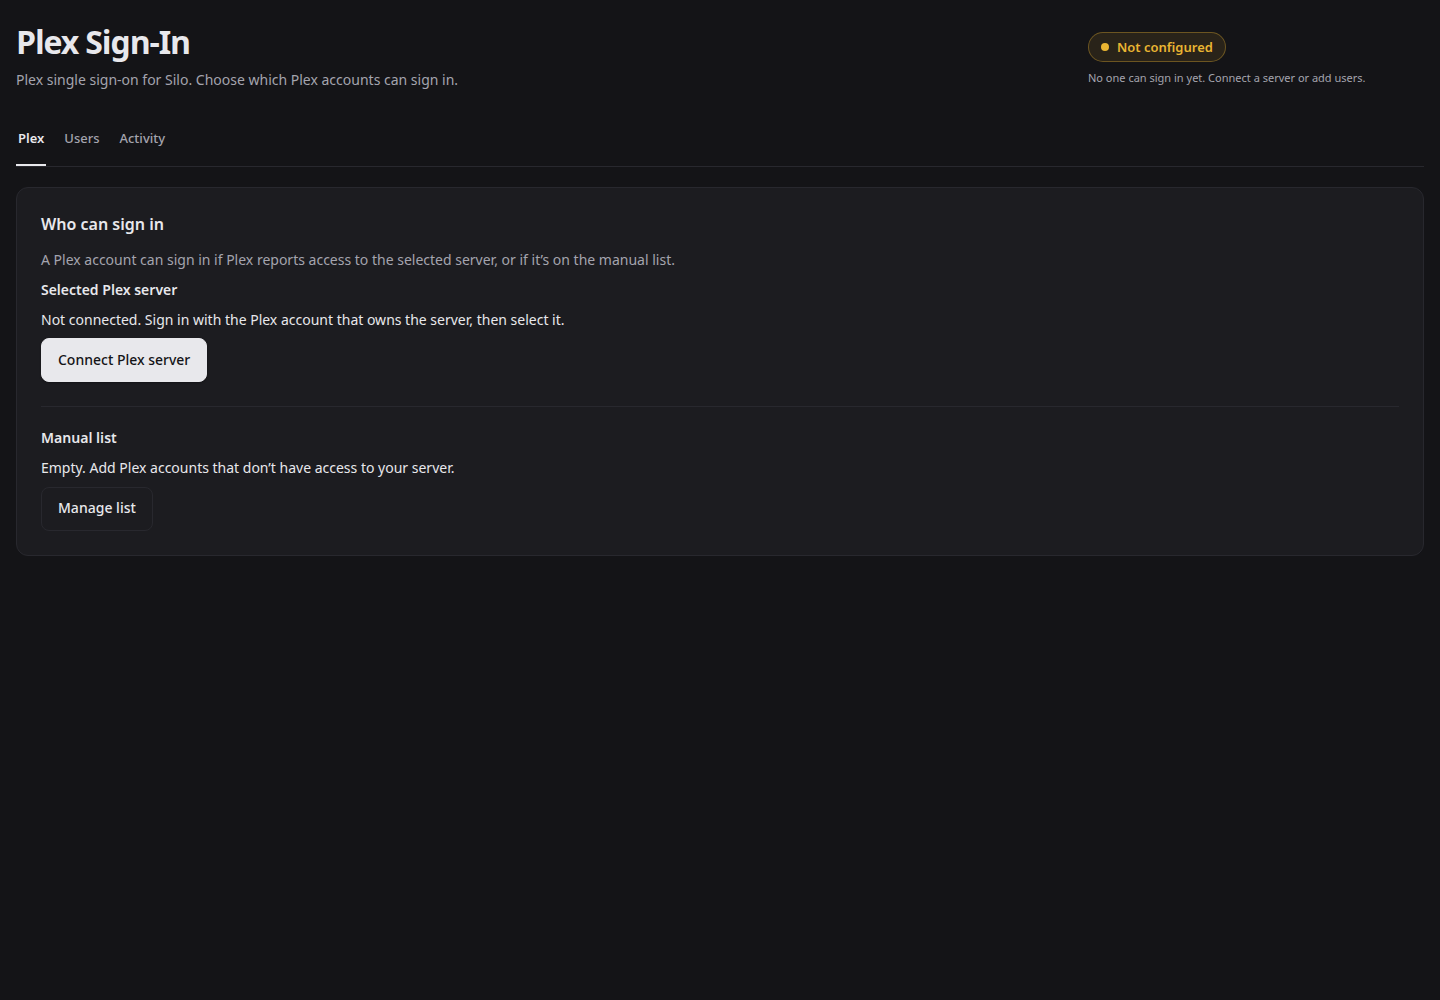 Plex Sign-In
Plex single sign-on for Silo. Choose which Plex accounts can sign in.
Not configured
No one can sign in yet. Connect a server or add users.
Plex
Users
Activity
Who can sign in
A Plex account can sign in if Plex reports access to the selected server, or if it’s on the manual list.
Selected Plex server
Not connected. Sign in with the Plex account that owns the server, then select it.
Connect Plex server
Manual list
Empty. Add Plex accounts that don’t have access to your server.
Manage list